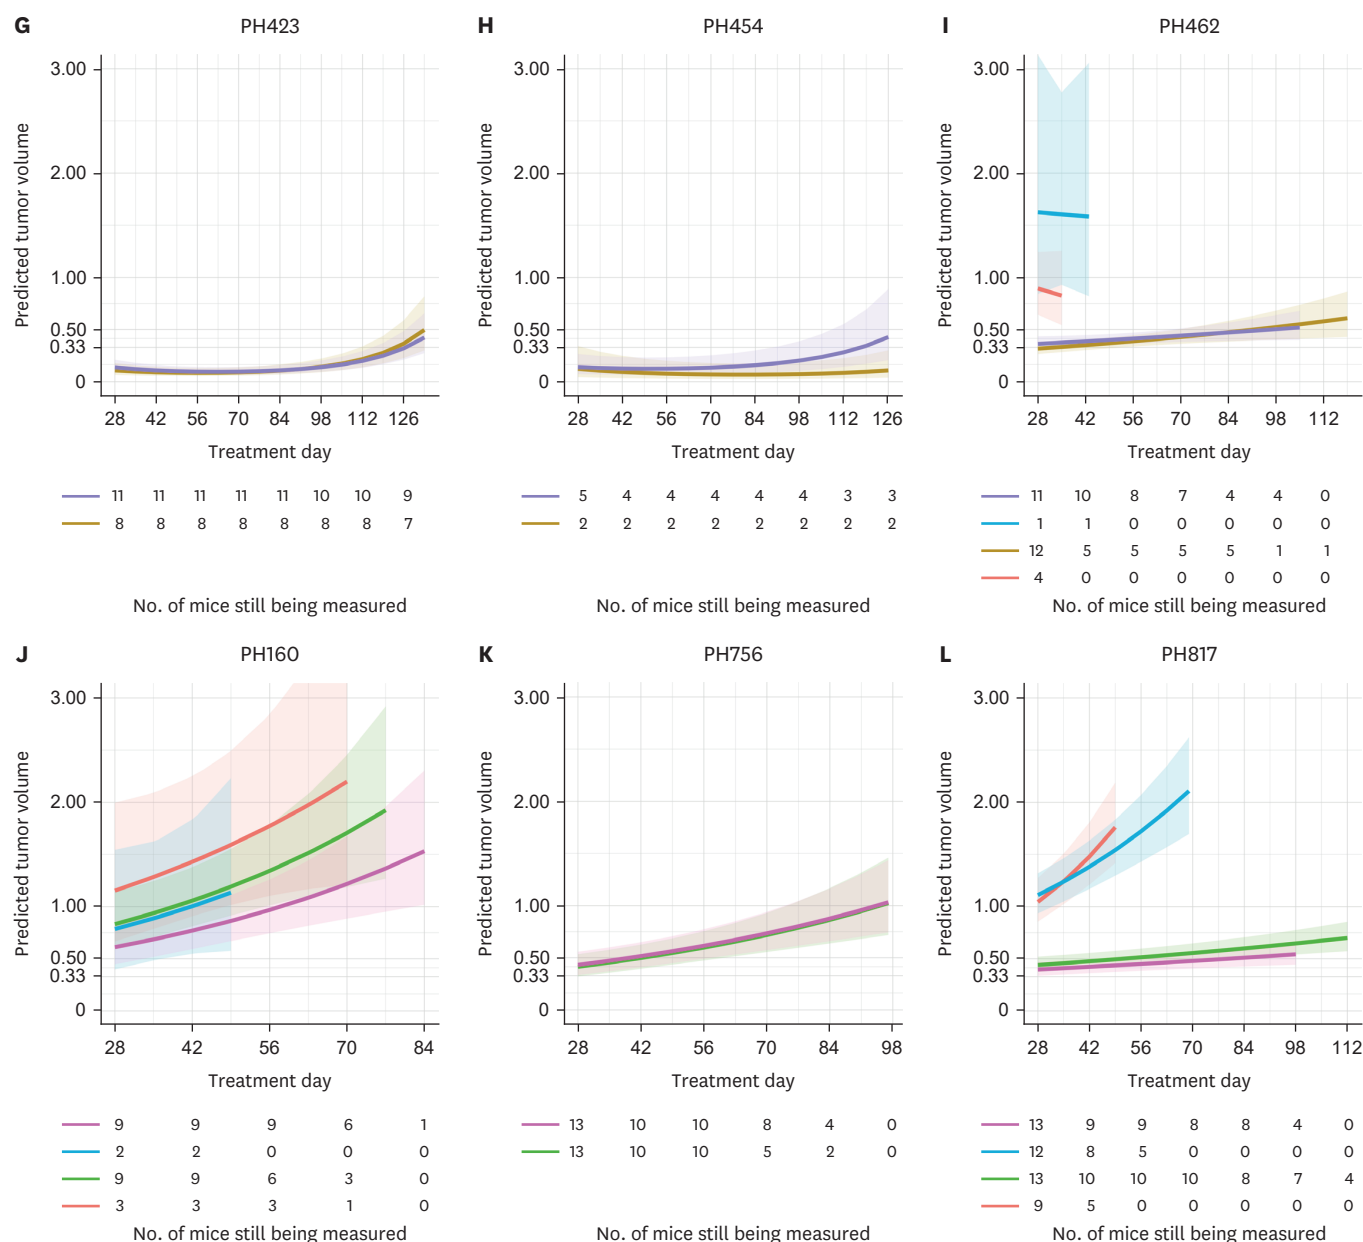 G PH423
Predicted tumor volume
3.00
2.00
1.00
0.50
0.33
0
28 42 56 70 84 98 112 126
Treatment day
11 11 11 11 11 10 10 9
8 8 8 8 8 8 8 7
No. of mice still being measured
H PH454
Predicted tumor volume
3.00
2.00
1.00
0.50
0.33
0
28 42 56 70 84 98 112 126
Treatment day
5 4 4 4 4 4 3 3
2 2 2 2 2 2 2 2
No. of mice still being measured
I PH462
Predicted tumor volume
3.00
2.00
1.00
0.50
0.33
0
28 42 56 70 84 98 112
Treatment day
11 10 8 7 4 4 0
1 1 0 0 0 0 0
12 5 5 5 5 1 1
4 0 0 0 0 0 0
No. of mice still being measured
J PH160
Predicted tumor volume
3.00
2.00
1.00
0.50
0.33
0
28 42 56 70 84
Treatment day
9 9 9 6 1
2 2 0 0 0
9 9 6 3 0
3 3 3 1 0
No. of mice still being measured
K PH756
Predicted tumor volume
3.00
2.00
1.00
0.50
0.33
0
28 42 56 70 84 98
Treatment day
13 10 10 8 4 0
13 10 10 5 2 0
No. of mice still being measured
L PH817
Predicted tumor volume
3.00
2.00
1.00
0.50
0.33
0
28 42 56 70 84 98 112
Treatment day
13 9 9 8 8 4 0
12 8 5 0 0 0 0
13 10 10 10 8 7 4
9 5 0 0 0 0 0
No. of mice still being measured